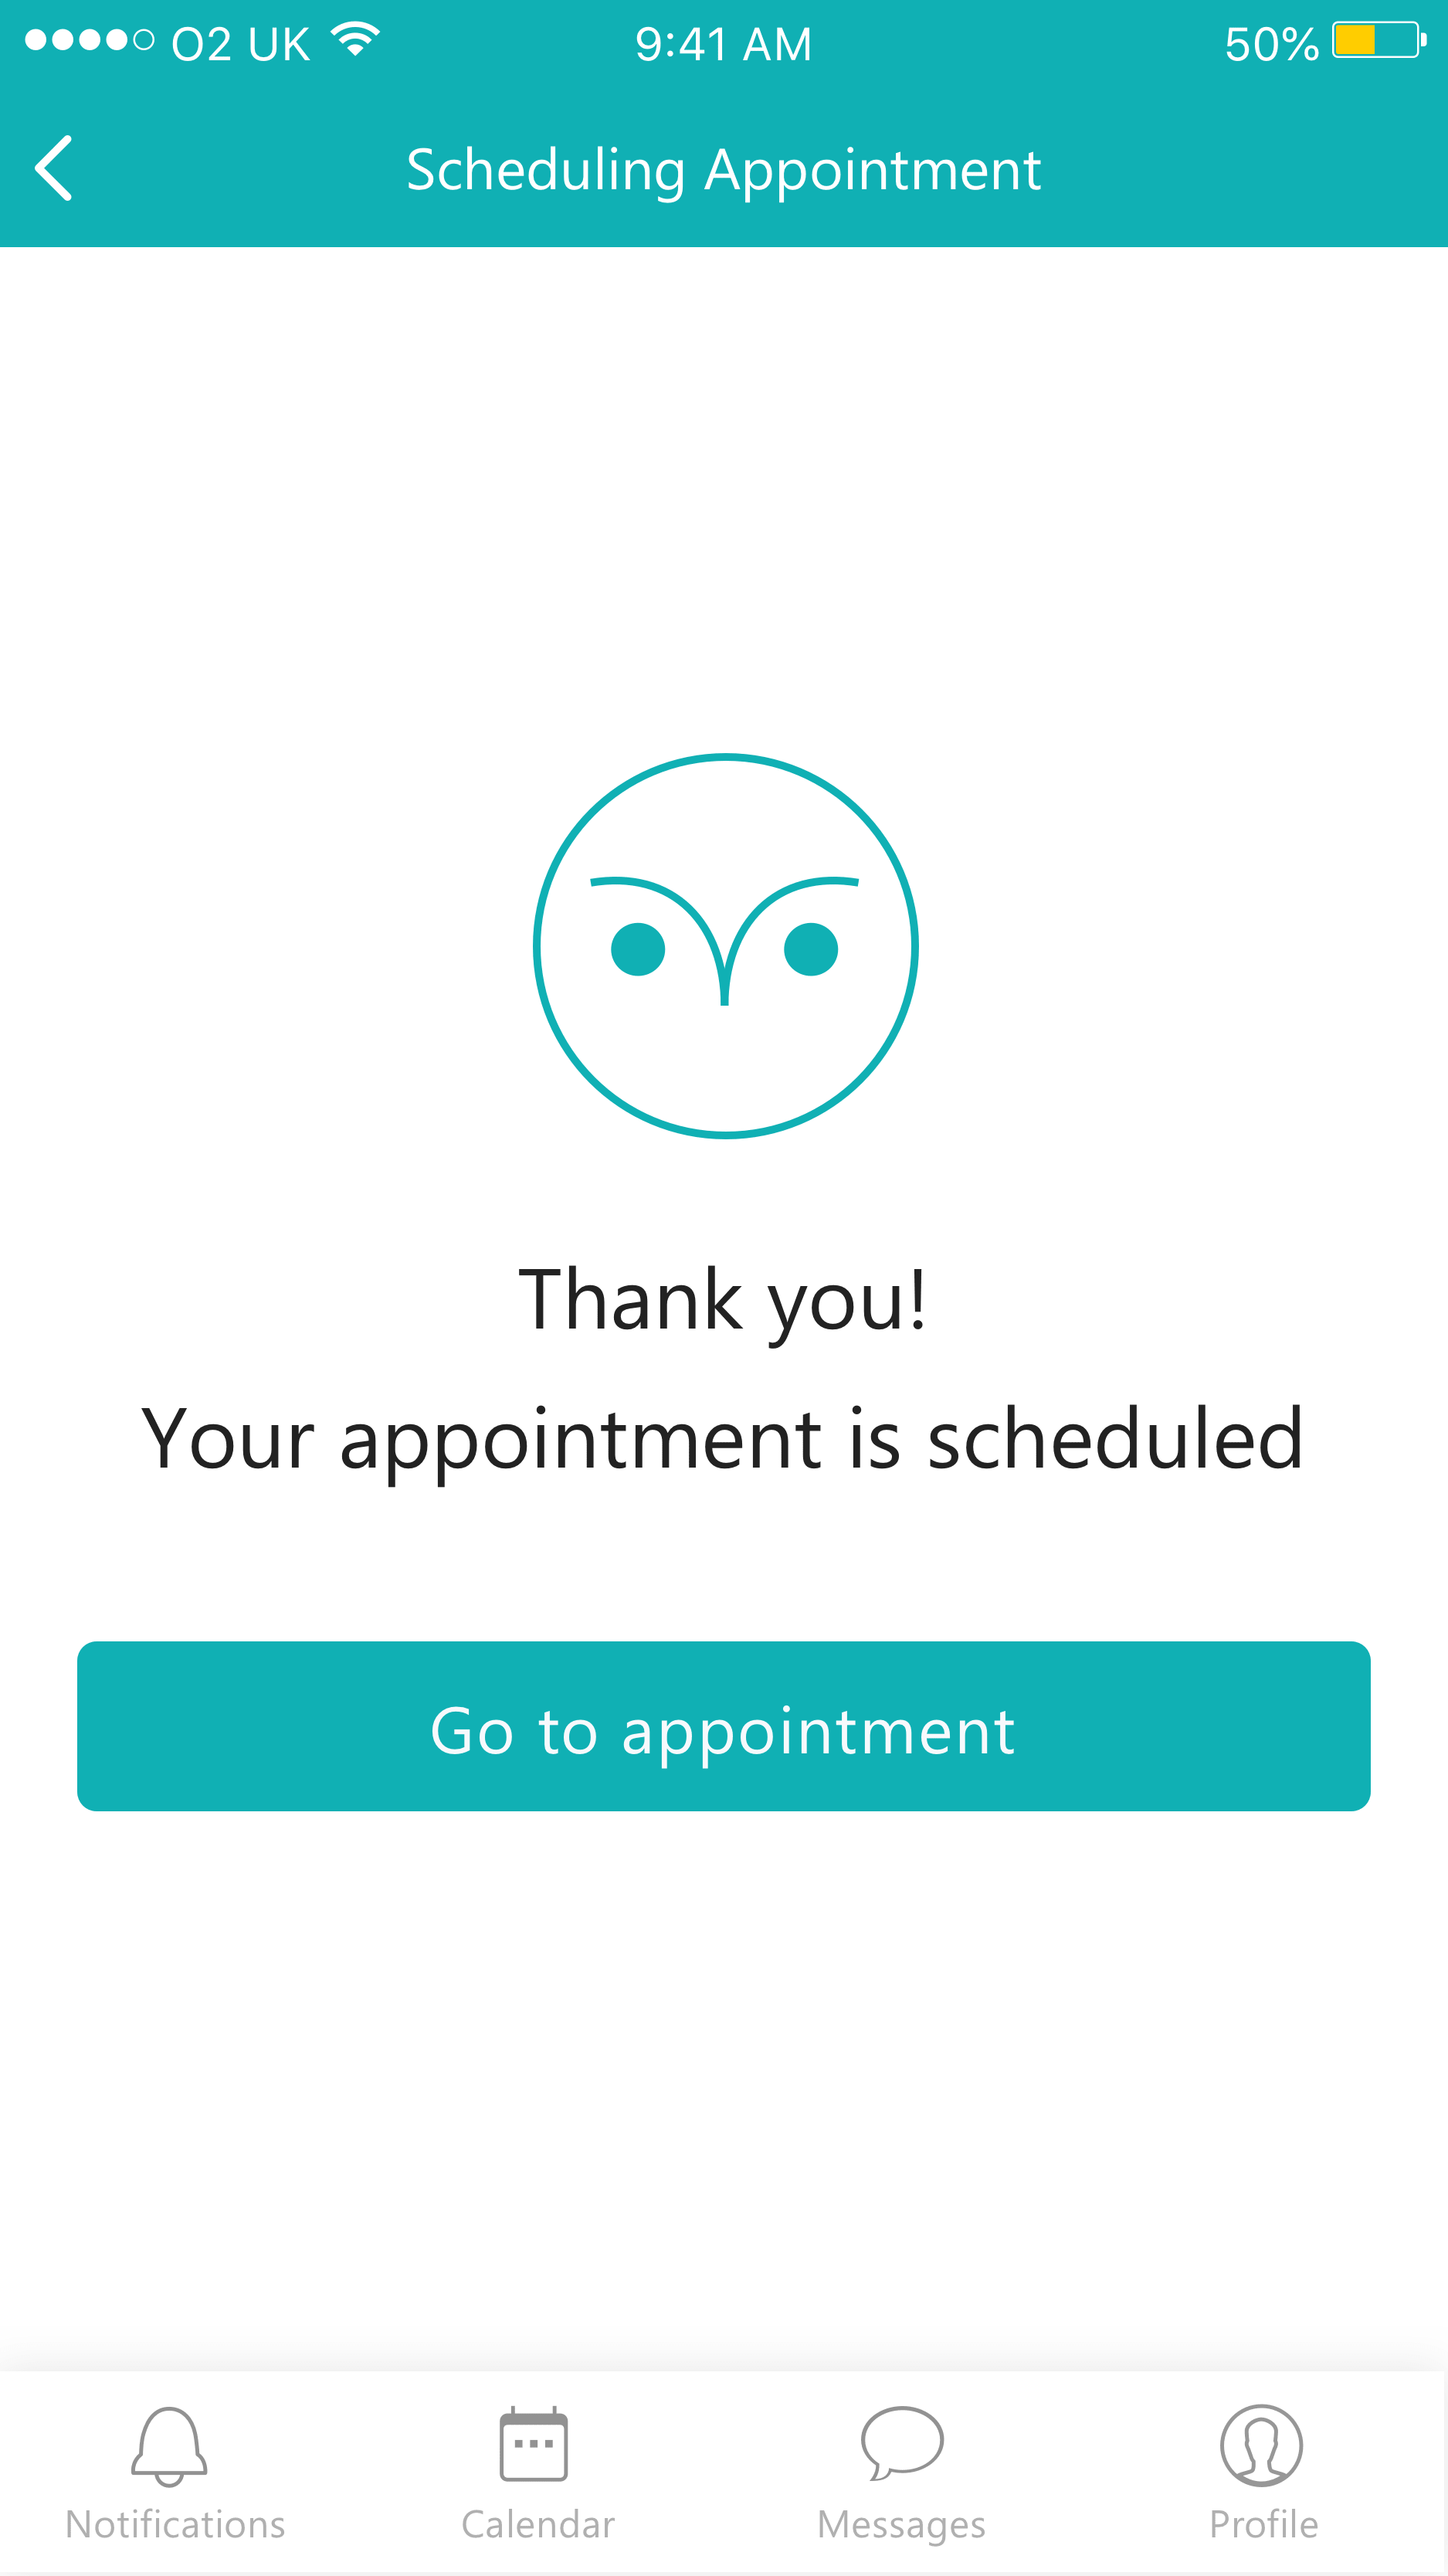 O2 UK 9:41 AM 50%
Scheduling Appointment
Thank you!
Your appointment is scheduled
Go to appointment
Notifications Calendar Messages Profile